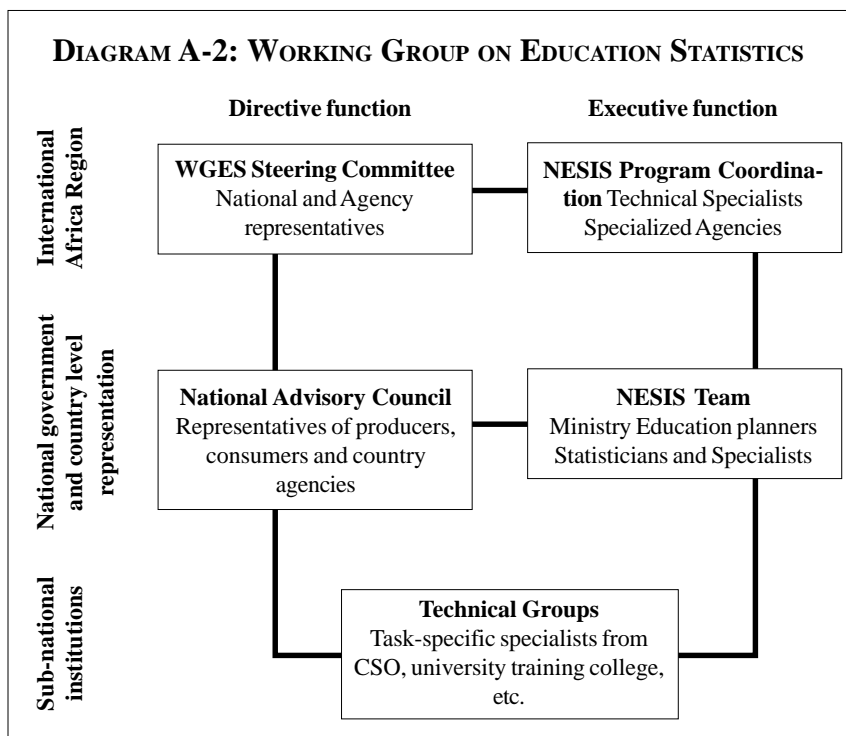 DIAGRAM A-2: WORKING GROUP ON EDUCATION STATISTICS
Directive function
Executive function
International
Africa Region
WGES Steering Committee
National and Agency
representatives
NESIS Program Coordina-
tion Technical Specialists
Specialized Agencies
National government
and country level
representation
National Advisory Council
Representatives of producers,
consumers and country
agencies
NESIS Team
Ministry Education planners
Statisticians and Specialists
Sub-national
institutions
Technical Groups
Task-specific specialists from
CSO, university training college,
etc.